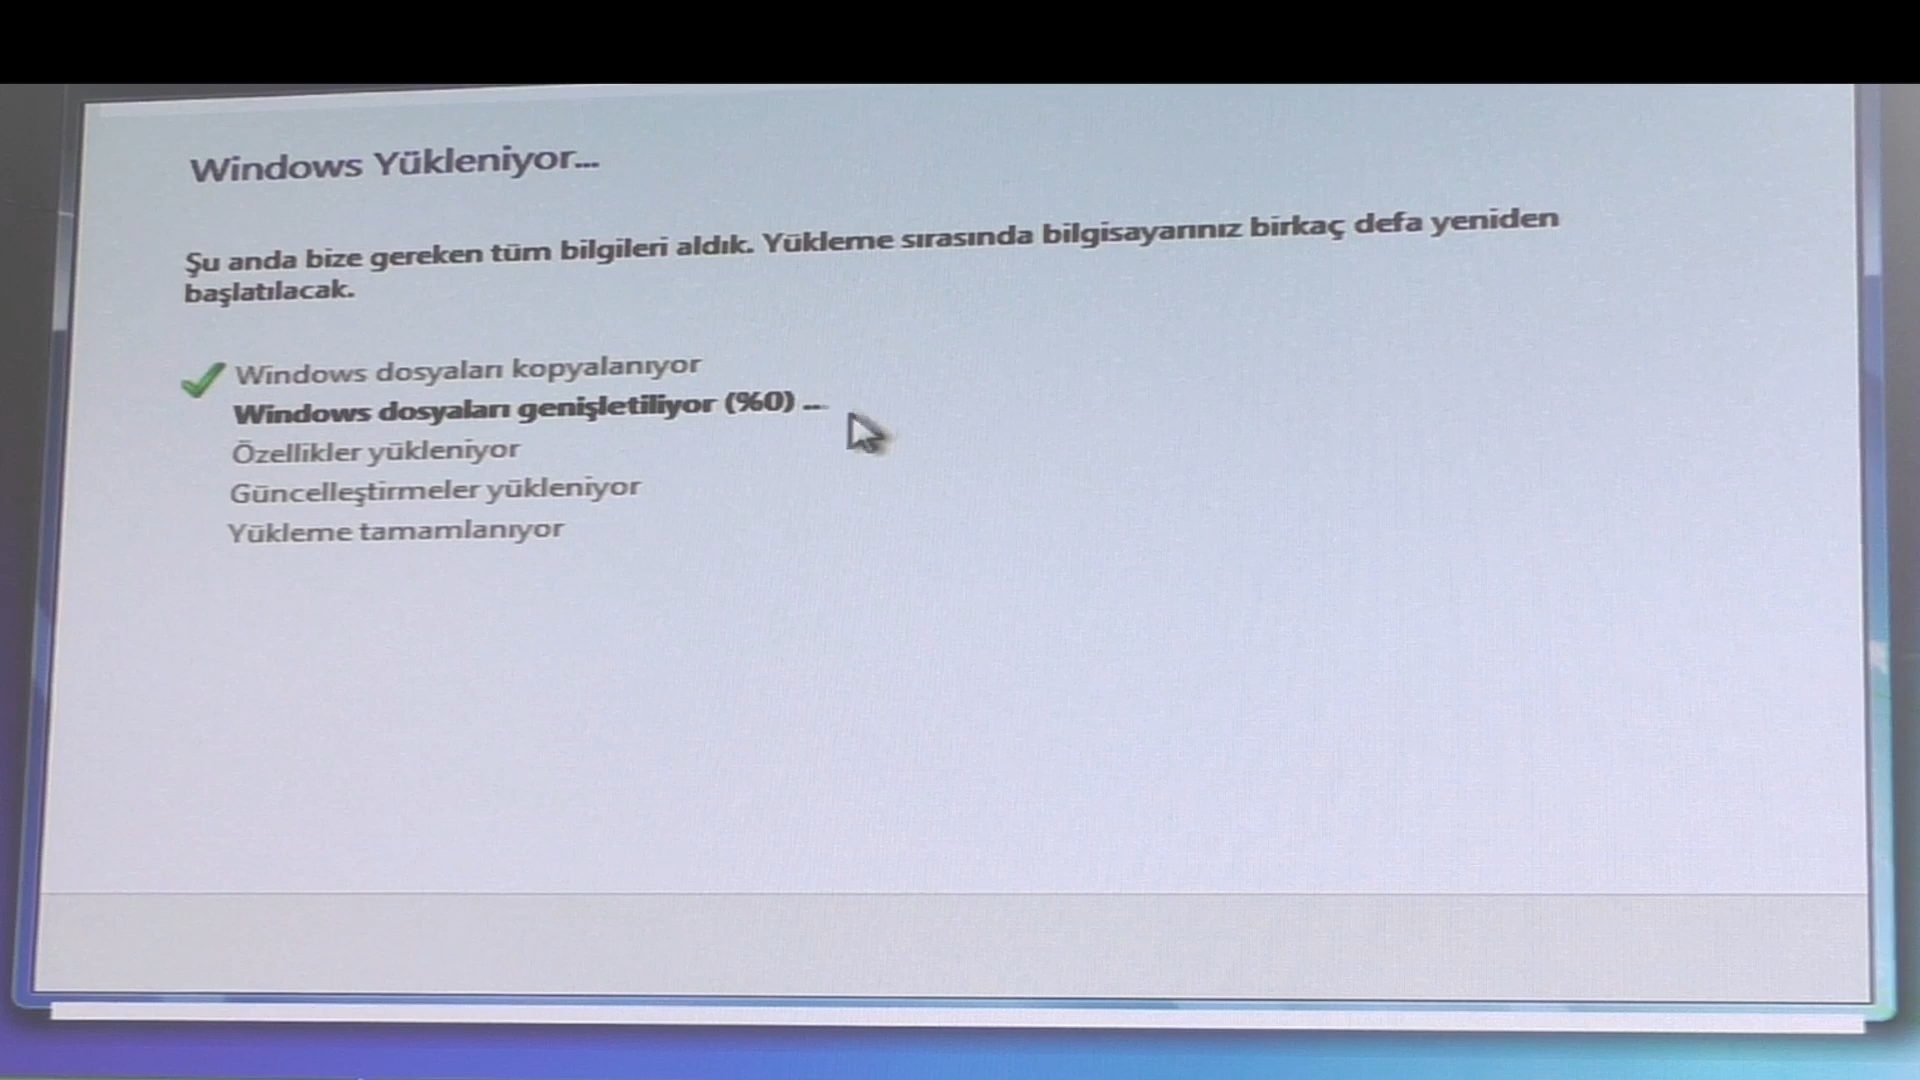 Windows Yükleniyor...
Şu anda bize gereken tüm bilgileri aldık. Yükleme sırasında bilgisayarınız birkaç defa yeniden
başlatılacak.
Windows dosyaları kopyalanıyor
Windows dosyaları genişletiliyor (%0) ...
Özellikler yükleniyor
Güncelleştirmeler yükleniyor
Yükleme tamamlanıyor